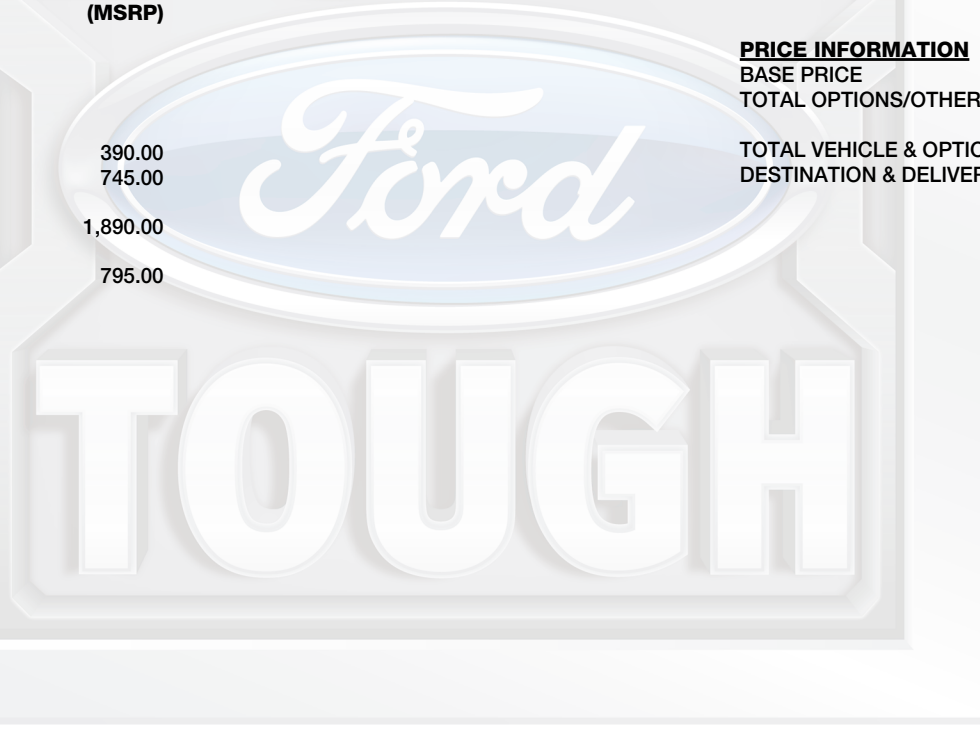 (MSRP)
390.00
745.00
1,890.00
795.00
PRICE INFORMATION
BASE PRICE
TOTAL OPTIONS/OTHER
TOTAL VEHICLE & OPTIO
DESTINATION & DELIVER
Ford
TOUGH